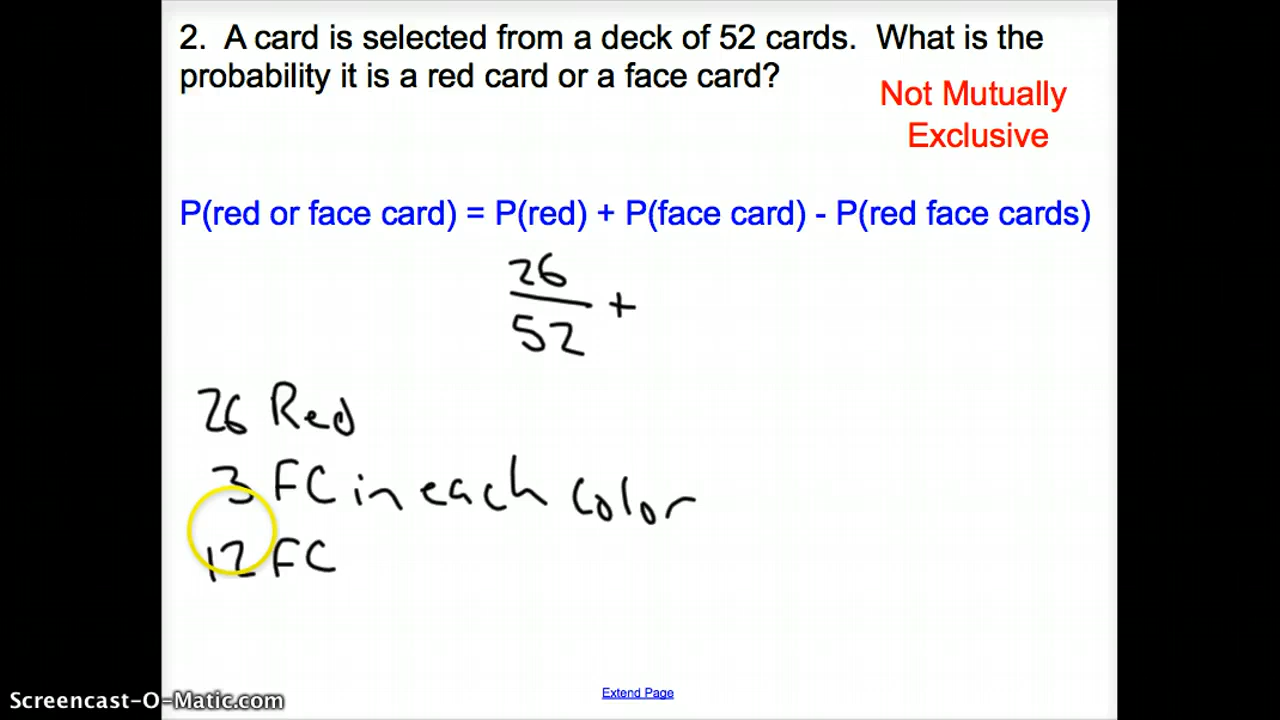 2. A card is selected from a deck of 52 cards. What is the
probability it is a red card or a face card?
Not Mutually
Exclusive
P(red or face card) = P(red) + P(face card) - P(red face cards)
26
52
+
26 Red
3 FC in each color
12 FC
Extend Page
Screencast-O-Matic.com